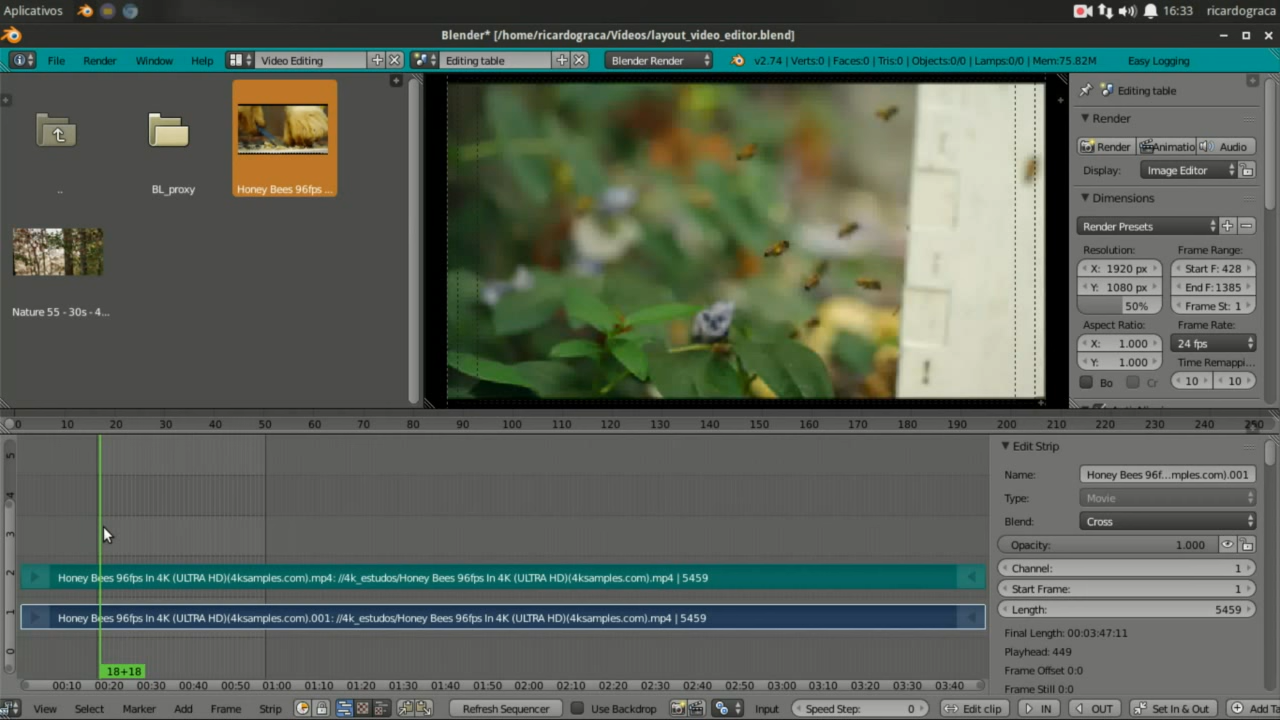 Aplicativos 16:33 ricardograca
Blender* [/home/ricardograca/Vídeos/layout_video_editor.blend]
File Render Window Help Video Editing Editing table Blender Render v2.74 | Verts:0 | Faces:0 | Tris:0 | Objects:0/0 | Lamps:0/0 | Mem:75.82M Easy Logging
Editing table
Render
Render Animatio Audio
Display: Image Editor
Dimensions
Render Presets
Resolution: Frame Range:
X: 1920 px Start F: 428
Y: 1080 px End F: 1385
50% Frame St: 1
Aspect Ratio: Frame Rate:
X: 1.000 24 fps
Y: 1.000 Time Remappi...
Bo Cr 10 10
.. BL_proxy Honey Bees 96fps ...
Nature 55 - 30s - 4...
0 10 20 30 40 50 60 70 80 90 100 110 120 130 140 150 160 170 180 190 200 210 220 230 240 250
5
4
3
2
1
0
Honey Bees 96fps In 4K (ULTRA HD)(4ksamples.com).mp4: //4k_estudos/Honey Bees 96fps In 4K (ULTRA HD)(4ksamples.com).mp4 | 5459
Honey Bees 96fps In 4K (ULTRA HD)(4ksamples.com).001: //4k_estudos/Honey Bees 96fps In 4K (ULTRA HD)(4ksamples.com).mp4 | 5459
18+18
00:10 00:20 00:30 00:40 00:50 01:00 01:10 01:20 01:30 01:40 01:50 02:00 02:10 02:20 02:30 02:40 02:50 03:00 03:10 03:20 03:30 03:40
Edit Strip
Name: Honey Bees 96f...mples.com).001
Type: Movie
Blend: Cross
Opacity: 1.000
Channel: 1
Start Frame: 1
Length: 5459
Final Length: 00:03:47:11
Playhead: 449
Frame Offset 0:0
Frame Still 0:0
View Select Marker Add Frame Strip Refresh Sequencer Use Backdrop Input Speed Step: 0 Edit clip IN OUT Set In & Out Add Ta